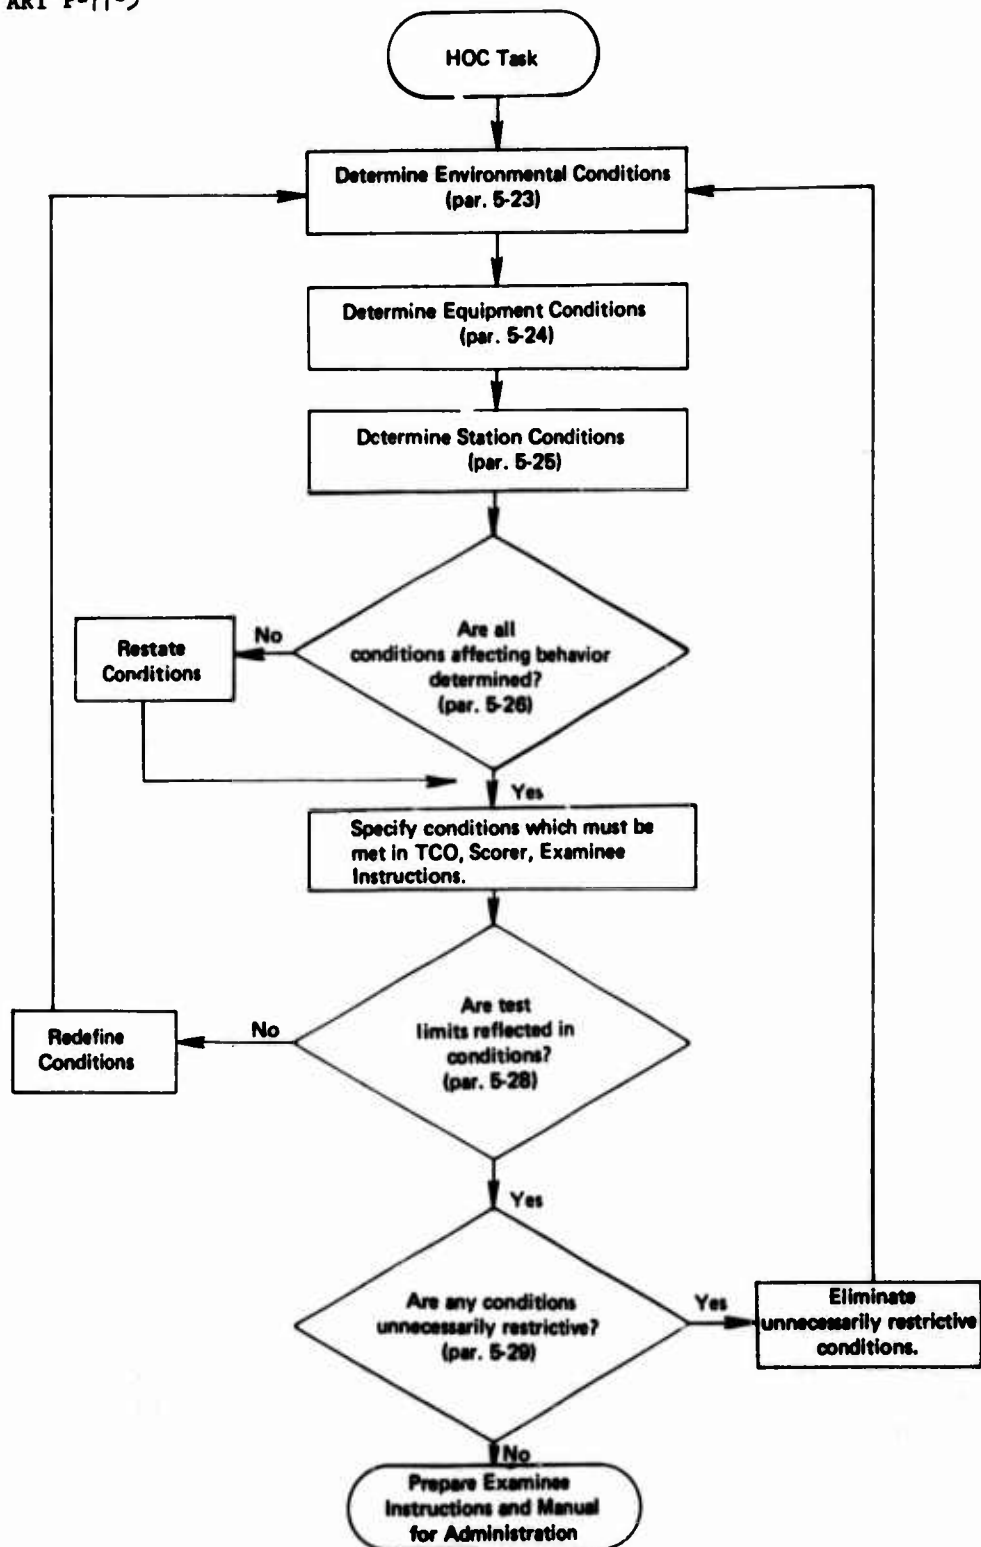 ART P-77-5
HOC Task
Determine Environmental Conditions
(par. 5-23)
Determine Equipment Conditions
(par. 5-24)
Determine Station Conditions
(par. 5-25)
Are all
conditions affecting behavior
determined?
(par. 5-26)
No
Restate
Conditions
Yes
Specify conditions which must be
met in TCO, Scorer, Examinee
Instructions.
Are test
limits reflected in
conditions?
(par. 5-28)
No
Redefine
Conditions
Yes
Are any conditions
unnecessarily restrictive?
(par. 5-29)
Yes
Eliminate
unnecessarily restrictive
conditions.
No
Prepare Examinee
Instructions and Manual
for Administration